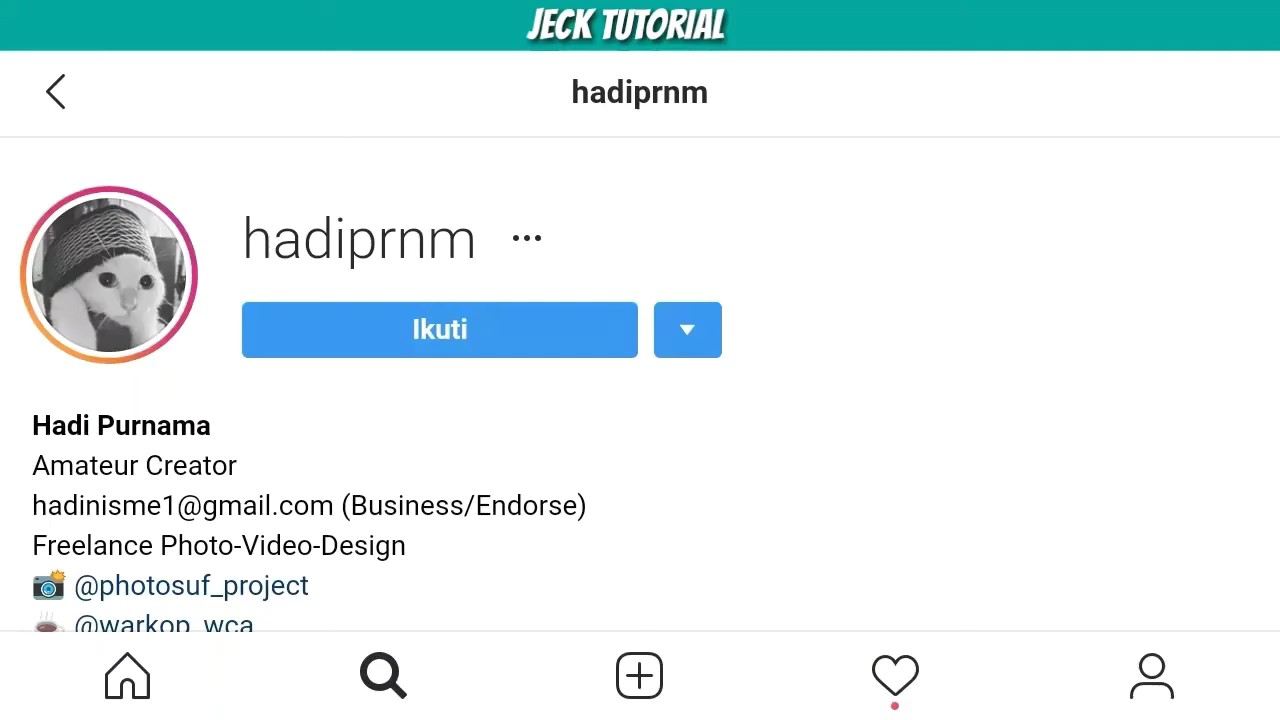 JECK TUTORIAL
hadiprnm
hadiprnm
Ikuti
Hadi Purnama
Amateur Creator
hadinisme1@gmail.com (Business/Endorse)
Freelance Photo-Video-Design
@photosuf_project
@warkop_wca